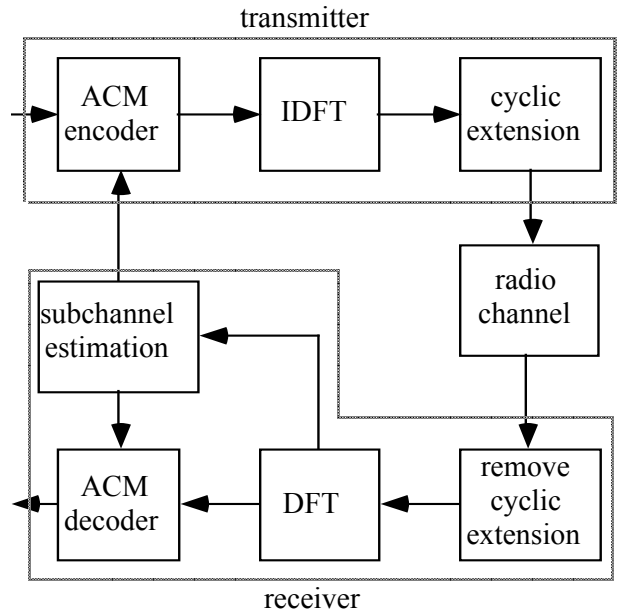 transmitter
ACM
encoder
IDFT
cyclic
extension
radio
channel
subchannel
estimation
ACM
decoder
DFT
remove
cyclic
extension
receiver